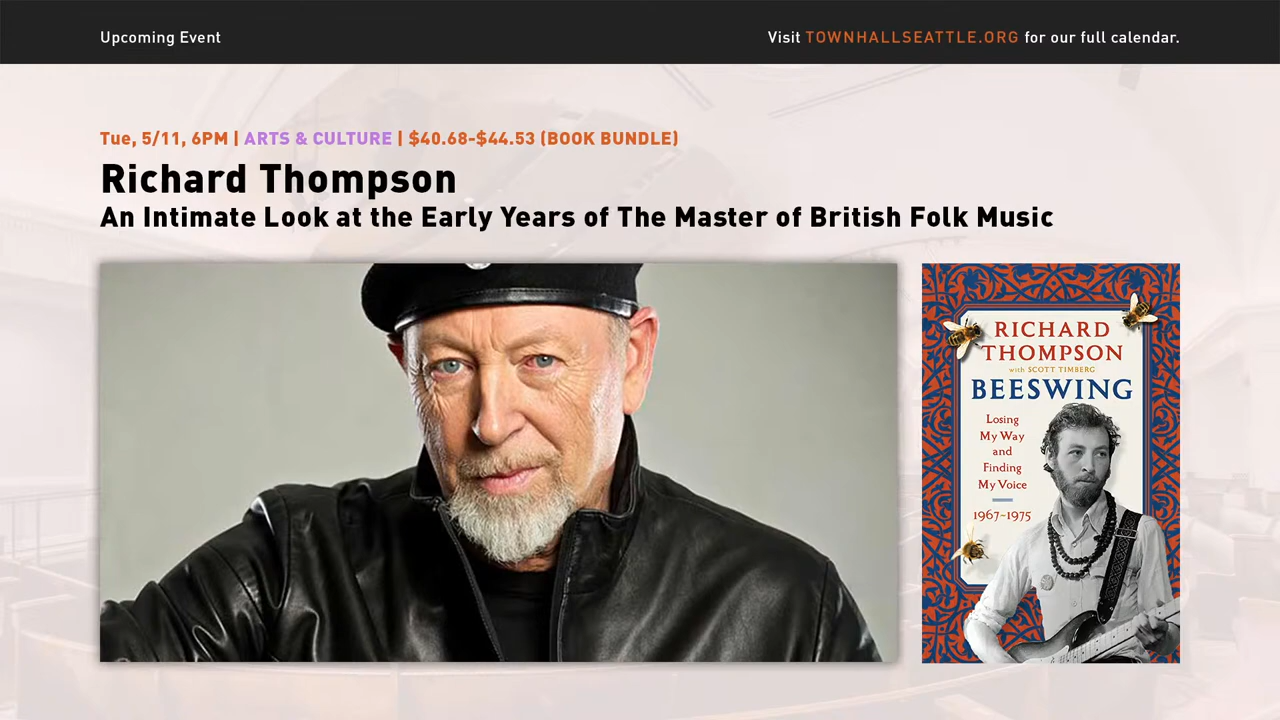 Upcoming Event
Visit TOWNHALLSEATTLE.ORG for our full calendar.
Tue, 5/11, 6PM | ARTS & CULTURE | $40.68-$44.53 (BOOK BUNDLE)
Richard Thompson
An Intimate Look at the Early Years of The Master of British Folk Music
RICHARD
THOMPSON
with SCOTT TIMBERG
BEESWING
Losing
My Way
and
Finding
My Voice
1967–1975